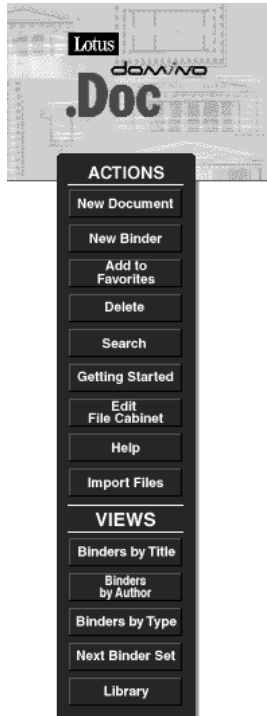 Lotus
domino
.Doc
ACTIONS
New Document
New Binder
Add to
Favorites
Delete
Search
Getting Started
Edit
File Cabinet
Help
Import Files
VIEWS
Binders by Title
Binders
by Author
Binders by Type
Next Binder Set
Library